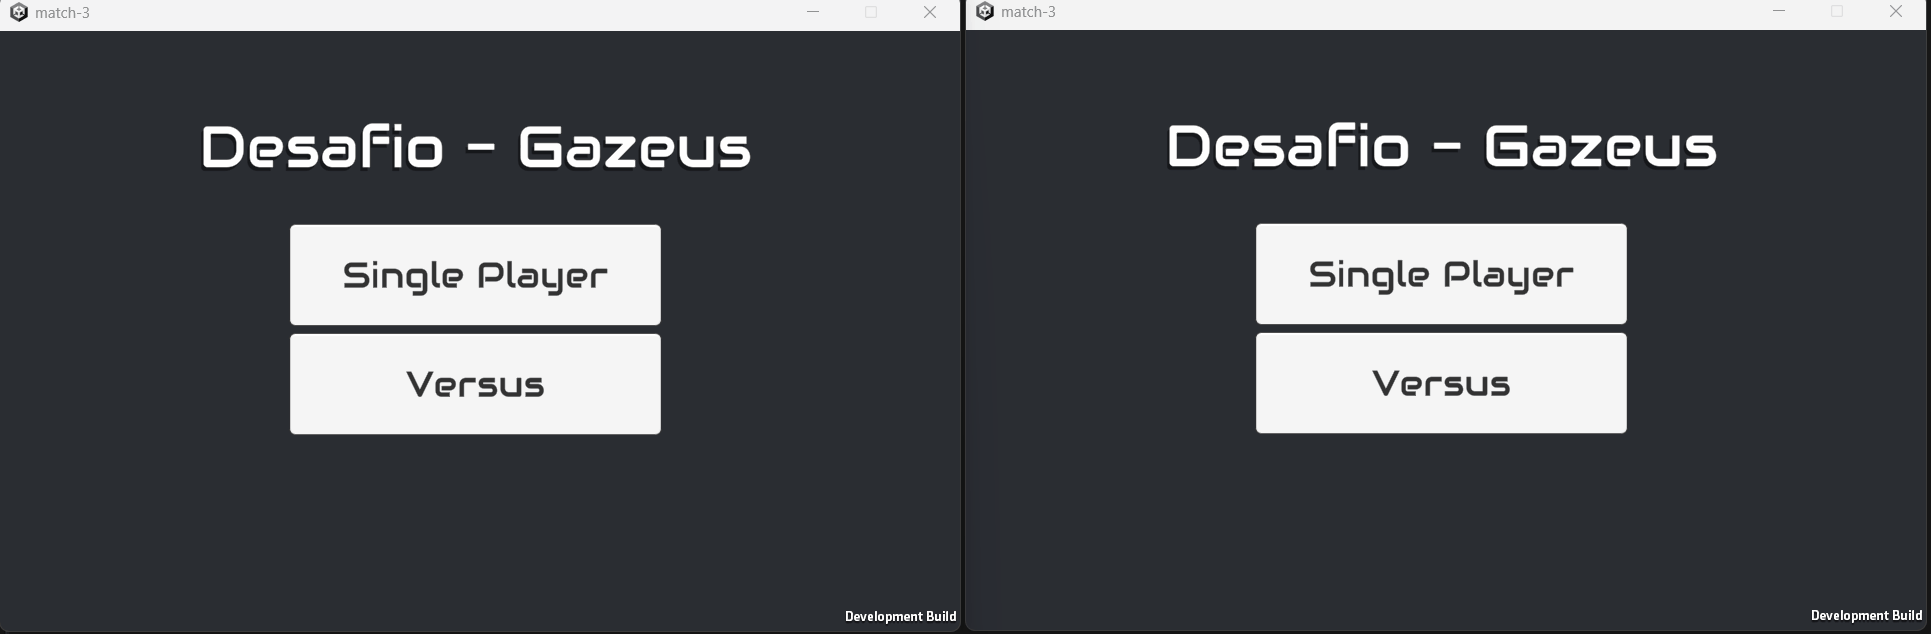 match-3
Desafio - Gazeus
Single Player
Versus
Development Build
match-3
Desafio - Gazeus
Single Player
Versus
Development Build